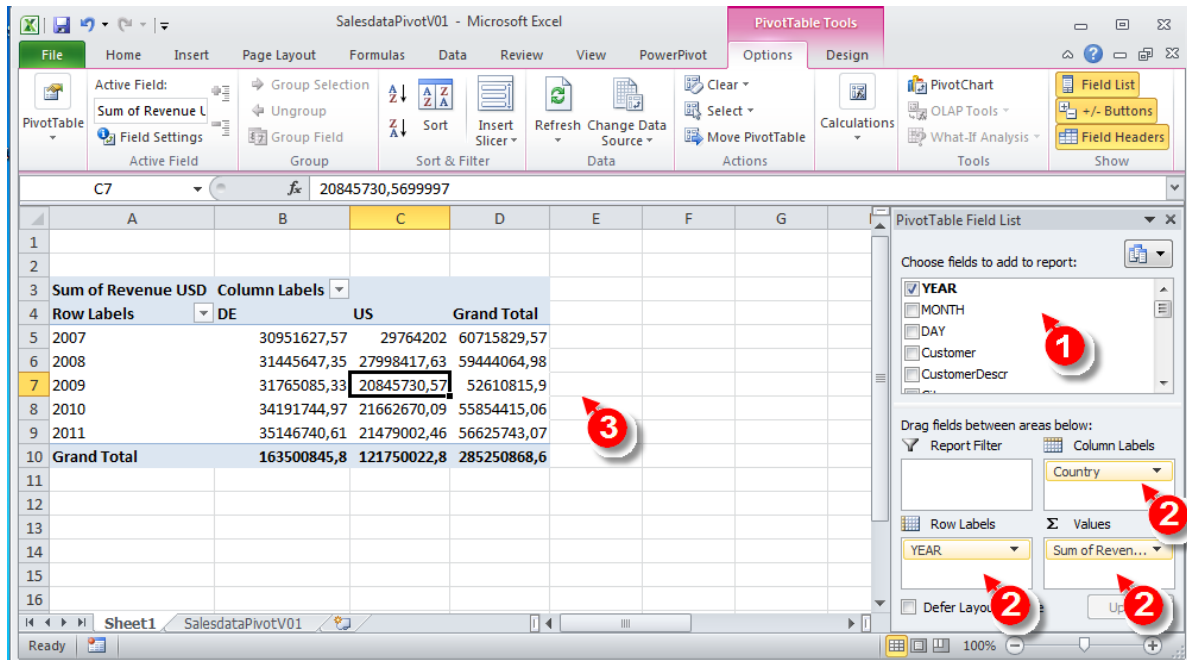 SalesdataPivotV01 - Microsoft Excel PivotTable Tools
File Home Insert Page Layout Formulas Data Review View PowerPivot Options Design
PivotTable
Active Field:
Sum of Revenue U
Field Settings
Active Field
Group Selection
Ungroup
Group Field
Group
Sort
Insert Slicer
Sort & Filter
Refresh
Change Data Source
Data
Clear
Select
Move PivotTable
Actions
Calculations
PivotChart
OLAP Tools
What-If Analysis
Tools
Field List
+/- Buttons
Field Headers
Show
C7 fx 20845730,5699997
A B C D E F G
1
2
3 Sum of Revenue USD Column Labels
4 Row Labels DE US Grand Total
5 2007 30951627,57 29764202 60715829,57
6 2008 31445647,35 27998417,63 59444064,98
7 2009 31765085,33 20845730,57 52610815,9
8 2010 34191744,97 21662670,09 55854415,06
9 2011 35146740,61 21479002,46 56625743,07
10 Grand Total 163500845,8 121750022,8 285250868,6
11
12
13
14
15
16
3
PivotTable Field List
Choose fields to add to report:
YEAR
MONTH
DAY
Customer
CustomerDescr
1
Drag fields between areas below:
Report Filter Column Labels
Country
2
Row Labels Σ Values
YEAR Sum of Reven...
2 2
Defer Layou
Sheet1 SalesdataPivotV01
Ready 100%